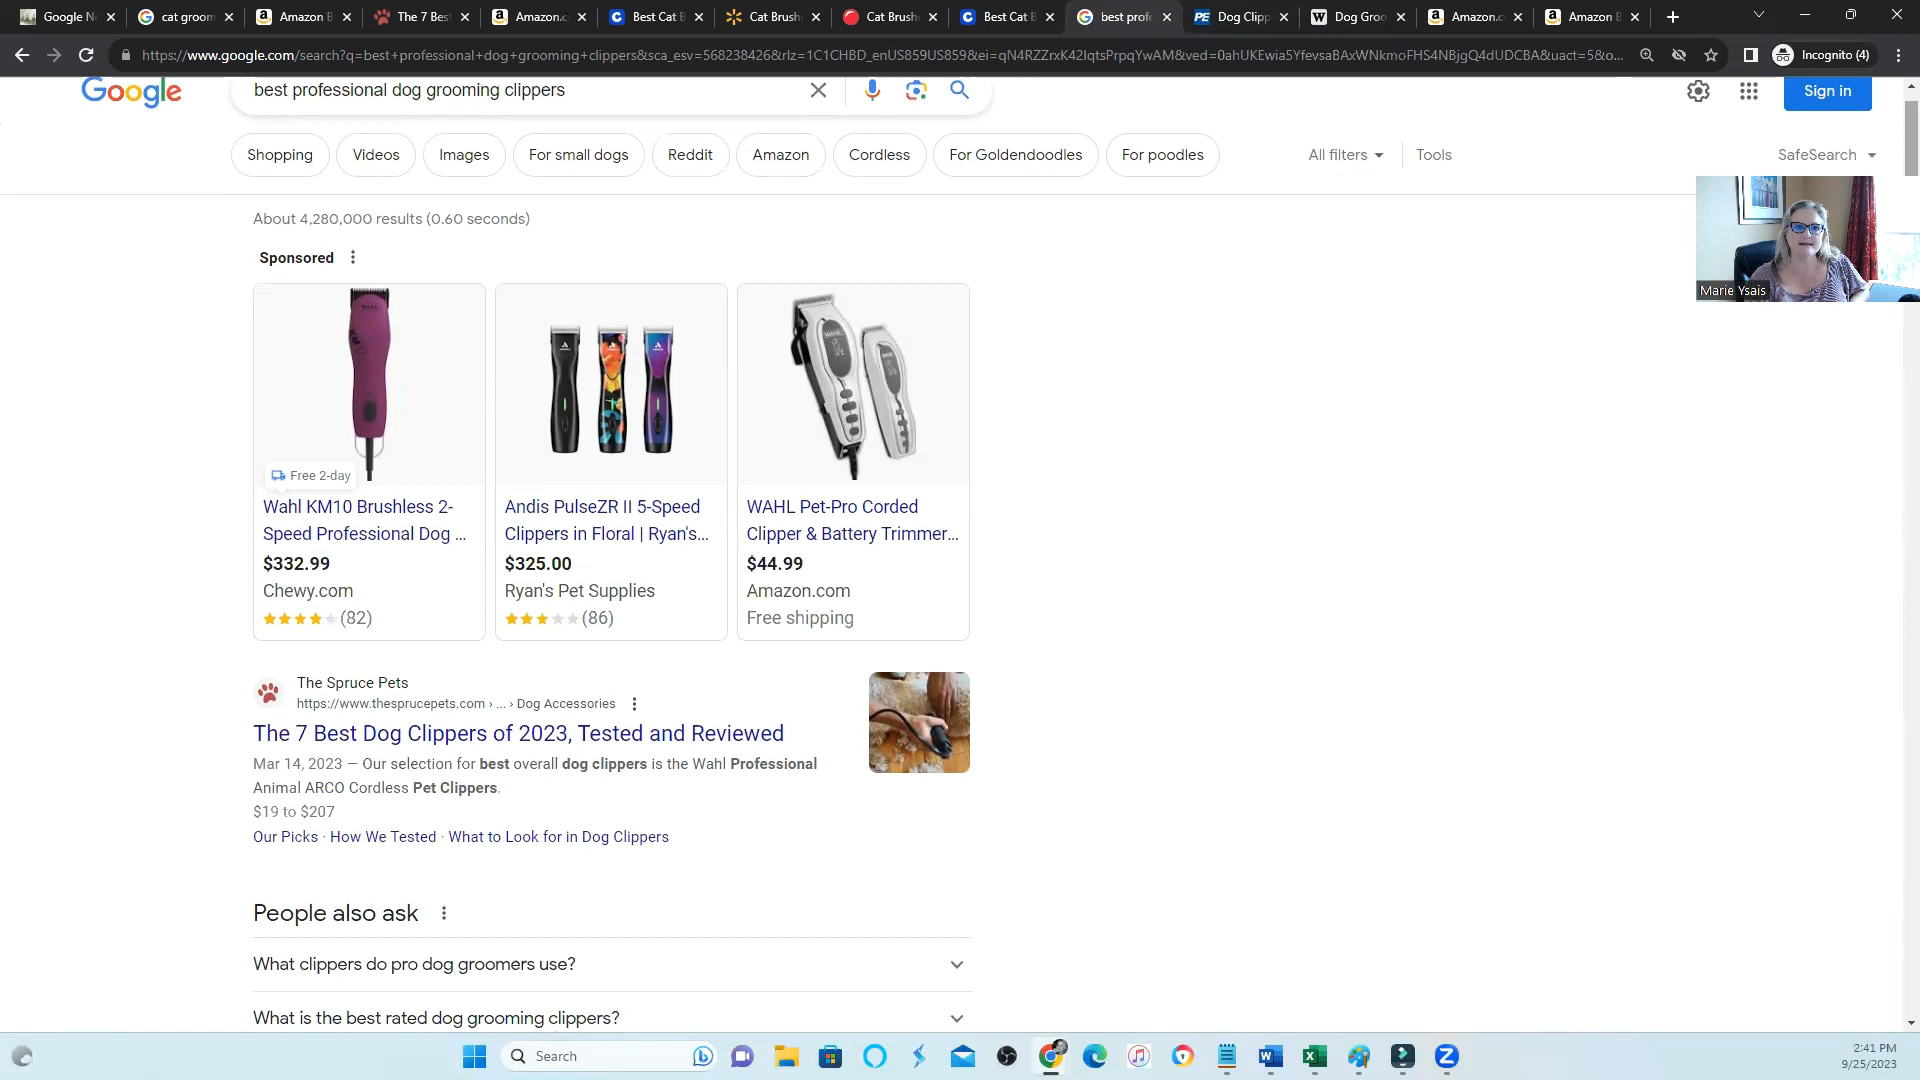 Google N
cat groom
Amazon B
The 7 Bes
Amazon.c
Best Cat B
Cat Brush
Cat Brush
Best Cat B
best profe
Dog Clipp
Dog Groo
Amazon.c
Amazon B
https://www.google.com/search?q=best+professional+dog+grooming+clippers&sca_esv=568238426&rlz=1C1CHBD_enUS859US859&ei=qN4RZZrxK42IqtsPrpqYwAM&ved=0ahUKEwia5YfevsaBAxWNkmoFHS4NBjgQ4dUDCBA&uact=5&o...
Incognito (4)
Google
best professional dog grooming clippers
Sign in
Shopping
Videos
Images
For small dogs
Reddit
Amazon
Cordless
For Goldendoodles
For poodles
All filters
Tools
SafeSearch
About 4,280,000 results (0.60 seconds)
Sponsored
Marie Ysais
Free 2-day
Wahl KM10 Brushless 2-
Speed Professional Dog ...
$332.99
Chewy.com
(82)
Andis PulseZR II 5-Speed
Clippers in Floral | Ryan's...
$325.00
Ryan's Pet Supplies
(86)
WAHL Pet-Pro Corded
Clipper & Battery Trimmer...
$44.99
Amazon.com
Free shipping
The Spruce Pets
https://www.thesprucepets.com › ... › Dog Accessories
The 7 Best Dog Clippers of 2023, Tested and Reviewed
Mar 14, 2023 — Our selection for best overall dog clippers is the Wahl Professional
Animal ARCO Cordless Pet Clippers.
$19 to $207
Our Picks · How We Tested · What to Look for in Dog Clippers
People also ask
What clippers do pro dog groomers use?
What is the best rated dog grooming clippers?
Search
2:41 PM
9/25/2023